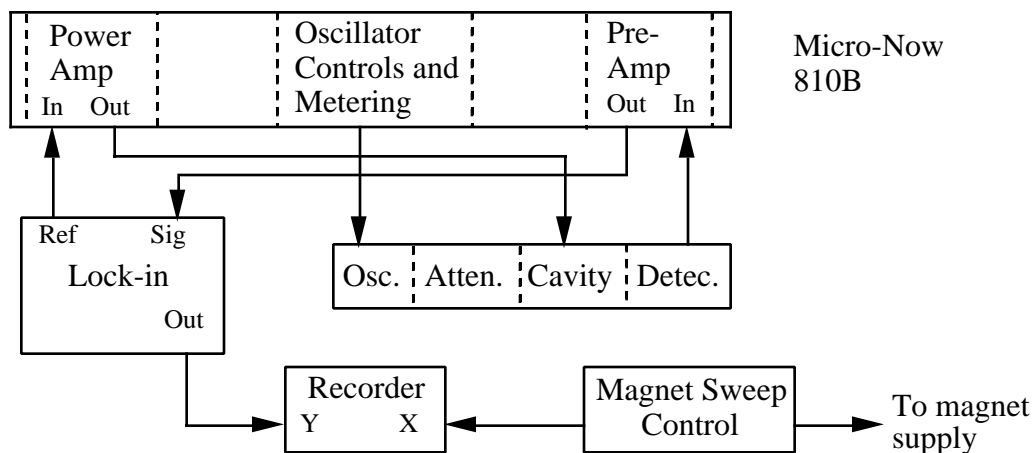 Power
Amp
In Out
Oscillator
Controls and
Metering
Pre-
Amp
Out In
Micro-Now
810B
Ref Sig
Lock-in
Out
Osc. Atten. Cavity Detec.
Recorder
Y X
Magnet Sweep
Control
To magnet
supply